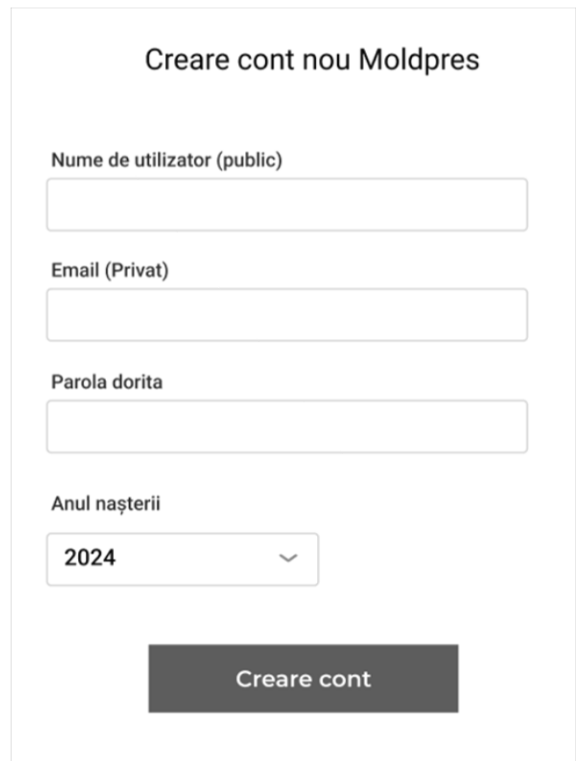 Creare cont nou Moldpres
Nume de utilizator (public)
Email (Privat)
Parola dorita
Anul nașterii
2024
Creare cont